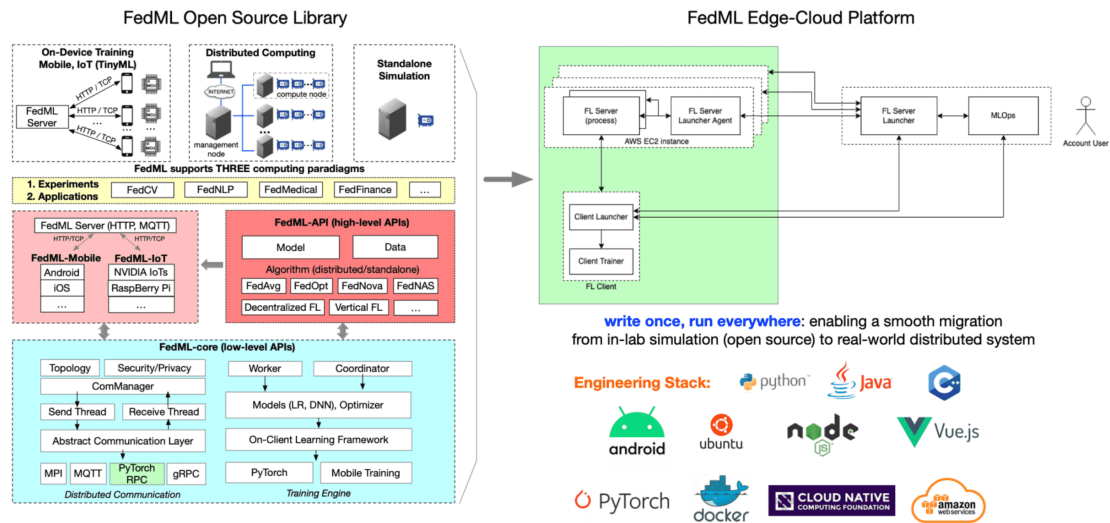 FedML Open Source Library
On-Device Training
Mobile, IoT (TinyML)
HTTP / TCP
FedML
Server
HTTP / TCP
HTTP / TCP
...
...
MCU
MCU
MCU
Distributed Computing
INTERNET
compute node
management
node
...
...
Standalone
Simulation
FedML supports THREE computing paradiagms
1. Experiments
2. Applications
FedCV
FedNLP
FedMedical
FedFinance
...
FedML Server (HTTP, MQTT)
HTTP/TCP
HTTP/TCP
FedML-Mobile
FedML-IoT
Android
iOS
...
NVIDIA IoTs
RaspBerry Pi
...
FedML-API (high-level APIs)
Model
Data
Algorithm (distributed/standalone)
FedAvg
FedOpt
FedNova
FedNAS
Decentralized FL
Vertical FL
...
FedML-core (low-level APIs)
Topology
Security/Privacy
ComManager
Send Thread
Receive Thread
Abstract Communication Layer
MPI
MQTT
PyTorch
RPC
gRPC
Distributed Communication
Worker
Coordinator
Models (LR, DNN), Optimizer
On-Client Learning Framework
PyTorch
Mobile Training
Training Engine
FedML Edge-Cloud Platform
FL Server
(process)
FL Server
Launcher Agent
AWS EC2 instance
FL Server
Launcher
MLOps
Account User
Client Launcher
Client Trainer
FL Client
write once, run everywhere: enabling a smooth migration
from in-lab simulation (open source) to real-world distributed system
Engineering Stack:
python™
Java
C++
android
ubuntu
node
JS
Vue.js
PyTorch
docker
CLOUD NATIVE
COMPUTING FOUNDATION
amazon
webservices